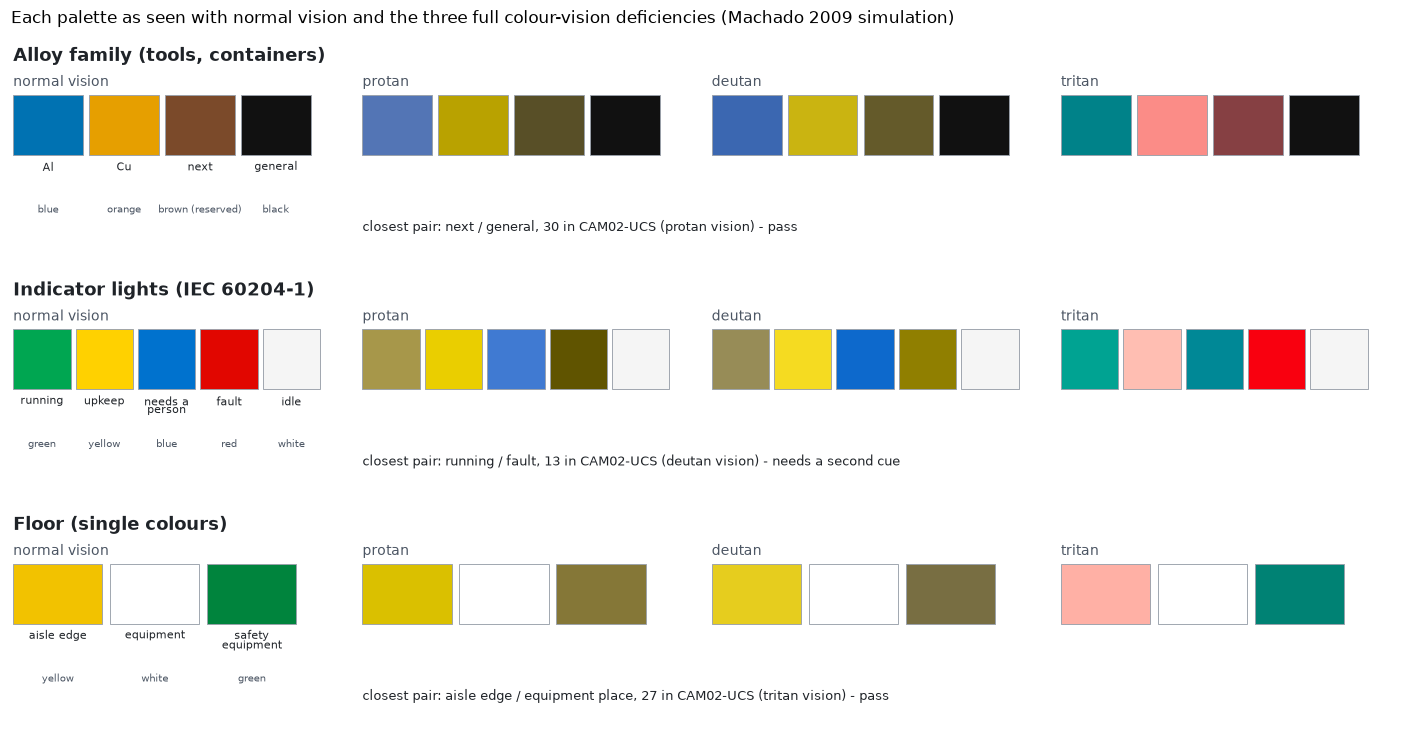 Each palette as seen with normal vision and the three full colour-vision deficiencies (Machado 2009 simulation)
Alloy family (tools, containers)
normal vision
protan
deutan
tritan
Al
Cu
next
general
blue
orange
brown (reserved)
black
closest pair: next / general, 30 in CAM02-UCS (protan vision) - pass
Indicator lights (IEC 60204-1)
normal vision
protan
deutan
tritan
running
upkeep
needs a
person
fault
idle
green
yellow
blue
red
white
closest pair: running / fault, 13 in CAM02-UCS (deutan vision) - needs a second cue
Floor (single colours)
normal vision
protan
deutan
tritan
aisle edge
equipment
safety
equipment
yellow
white
green
closest pair: aisle edge / equipment place, 27 in CAM02-UCS (tritan vision) - pass